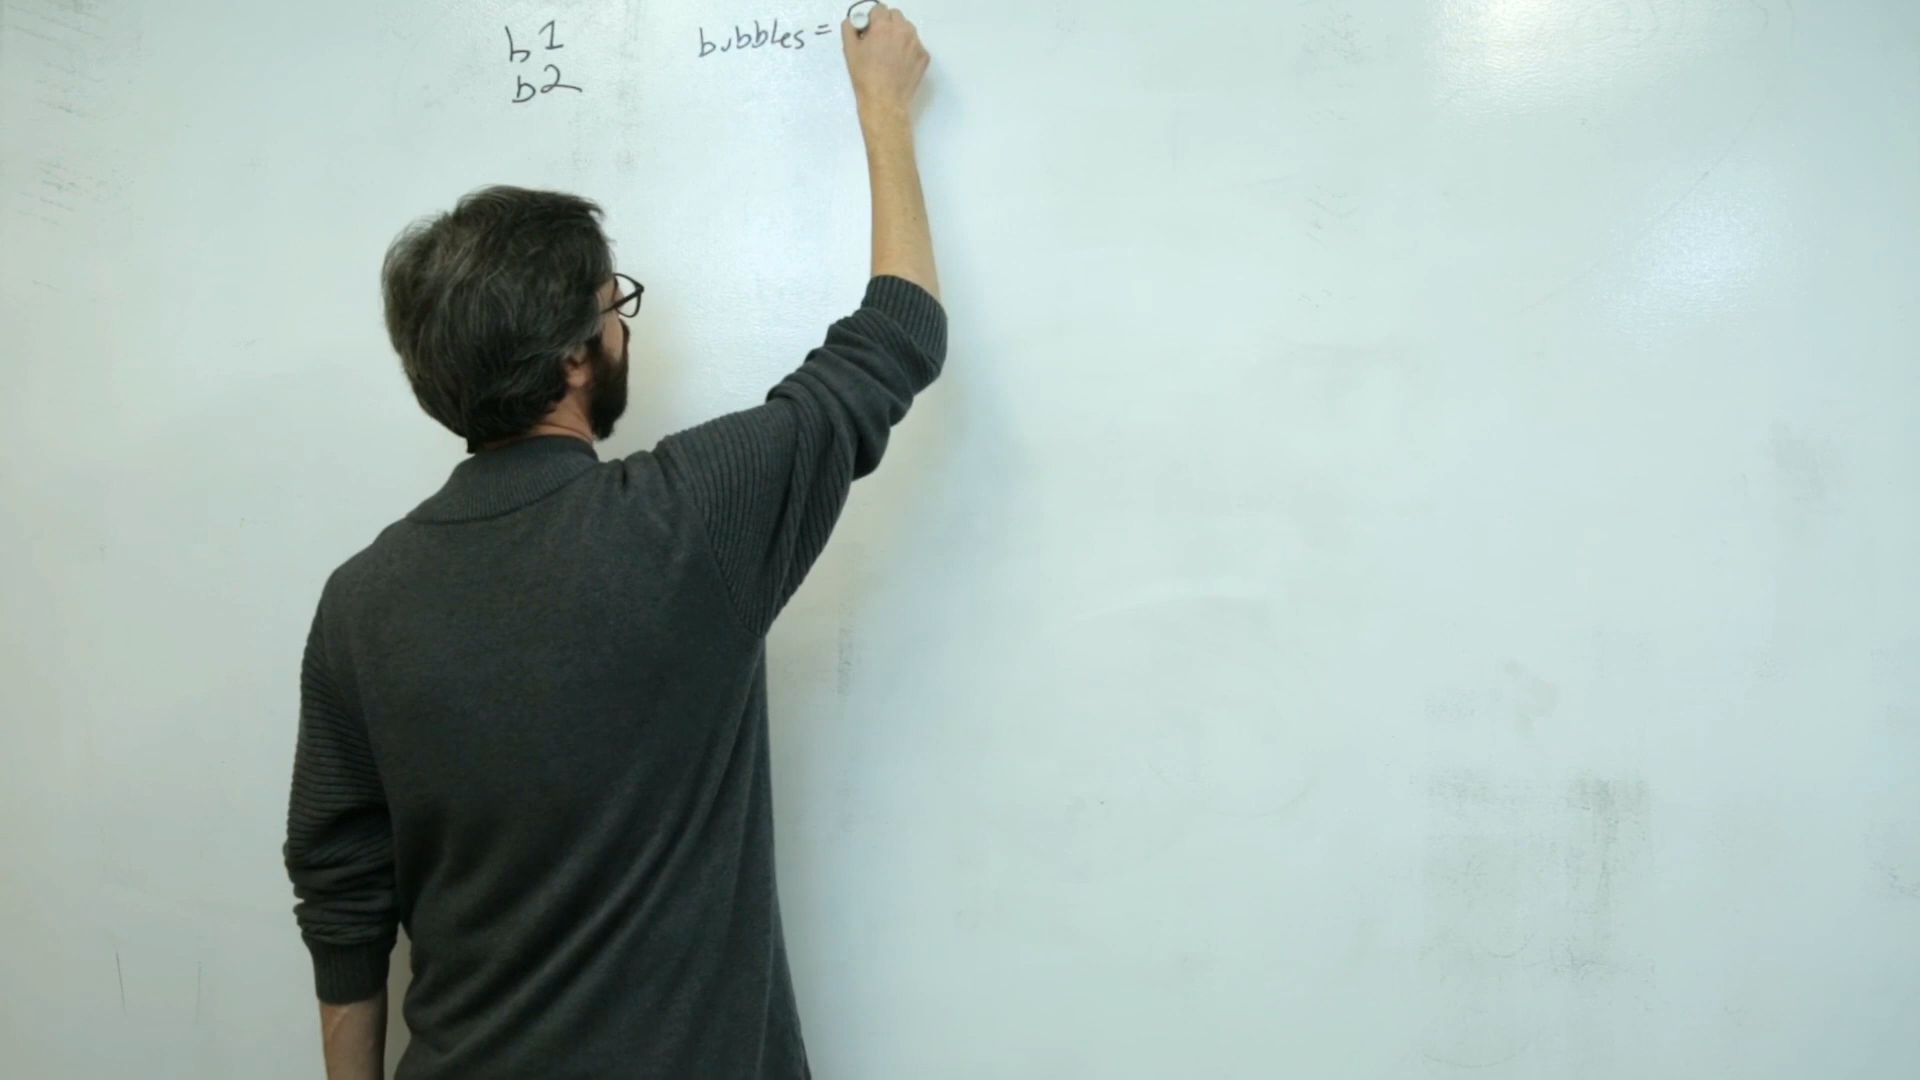 b1
b2
bubbles =